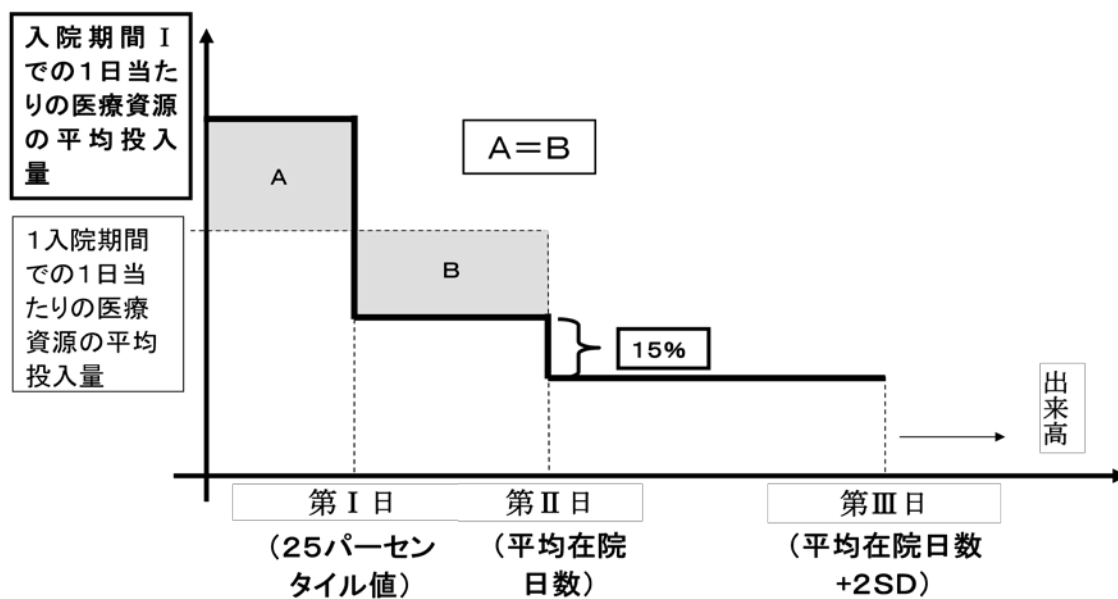 入院期間Ⅰ
での1日当た
りの医療資源
の平均投入
量
A=B
A
1入院期間
での1日当
たりの医療
資源の平均
投入量
B
15%
出来高
第Ⅰ日
第Ⅱ日
第Ⅲ日
(25パーセン
タイル値)
(平均在院
日数)
(平均在院日数
+2SD)